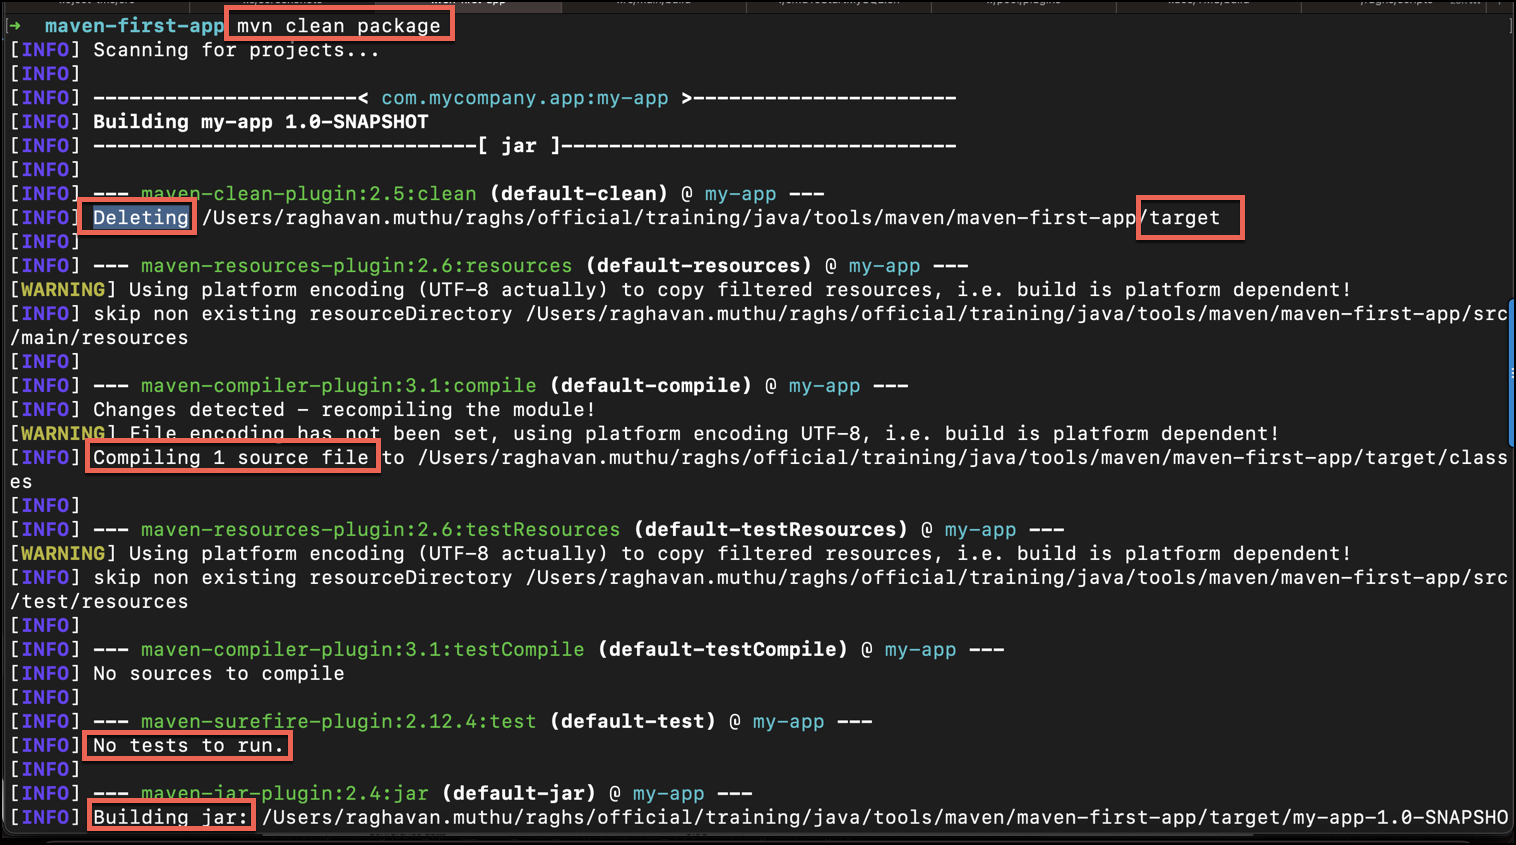 →  maven-first-app mvn clean package
[INFO] Scanning for projects...
[INFO]
[INFO] ----------------------< com.mycompany.app:my-app >----------------------
[INFO] Building my-app 1.0-SNAPSHOT
[INFO] --------------------------------[ jar ]---------------------------------
[INFO]
[INFO] --- maven-clean-plugin:2.5:clean (default-clean) @ my-app ---
[INFO] Deleting /Users/raghavan.muthu/raghs/official/training/java/tools/maven/maven-first-app/target
[INFO]
[INFO] --- maven-resources-plugin:2.6:resources (default-resources) @ my-app ---
[WARNING] Using platform encoding (UTF-8 actually) to copy filtered resources, i.e. build is platform dependent!
[INFO] skip non existing resourceDirectory /Users/raghavan.muthu/raghs/official/training/java/tools/maven/maven-first-app/src
/main/resources
[INFO]
[INFO] --- maven-compiler-plugin:3.1:compile (default-compile) @ my-app ---
[INFO] Changes detected - recompiling the module!
[WARNING] File encoding has not been set, using platform encoding UTF-8, i.e. build is platform dependent!
[INFO] Compiling 1 source file to /Users/raghavan.muthu/raghs/official/training/java/tools/maven/maven-first-app/target/class
es
[INFO]
[INFO] --- maven-resources-plugin:2.6:testResources (default-testResources) @ my-app ---
[WARNING] Using platform encoding (UTF-8 actually) to copy filtered resources, i.e. build is platform dependent!
[INFO] skip non existing resourceDirectory /Users/raghavan.muthu/raghs/official/training/java/tools/maven/maven-first-app/src
/test/resources
[INFO]
[INFO] --- maven-compiler-plugin:3.1:testCompile (default-testCompile) @ my-app ---
[INFO] No sources to compile
[INFO]
[INFO] --- maven-surefire-plugin:2.12.4:test (default-test) @ my-app ---
[INFO] No tests to run.
[INFO]
[INFO] --- maven-jar-plugin:2.4:jar (default-jar) @ my-app ---
[INFO] Building jar: /Users/raghavan.muthu/raghs/official/training/java/tools/maven/maven-first-app/target/my-app-1.0-SNAPSHO